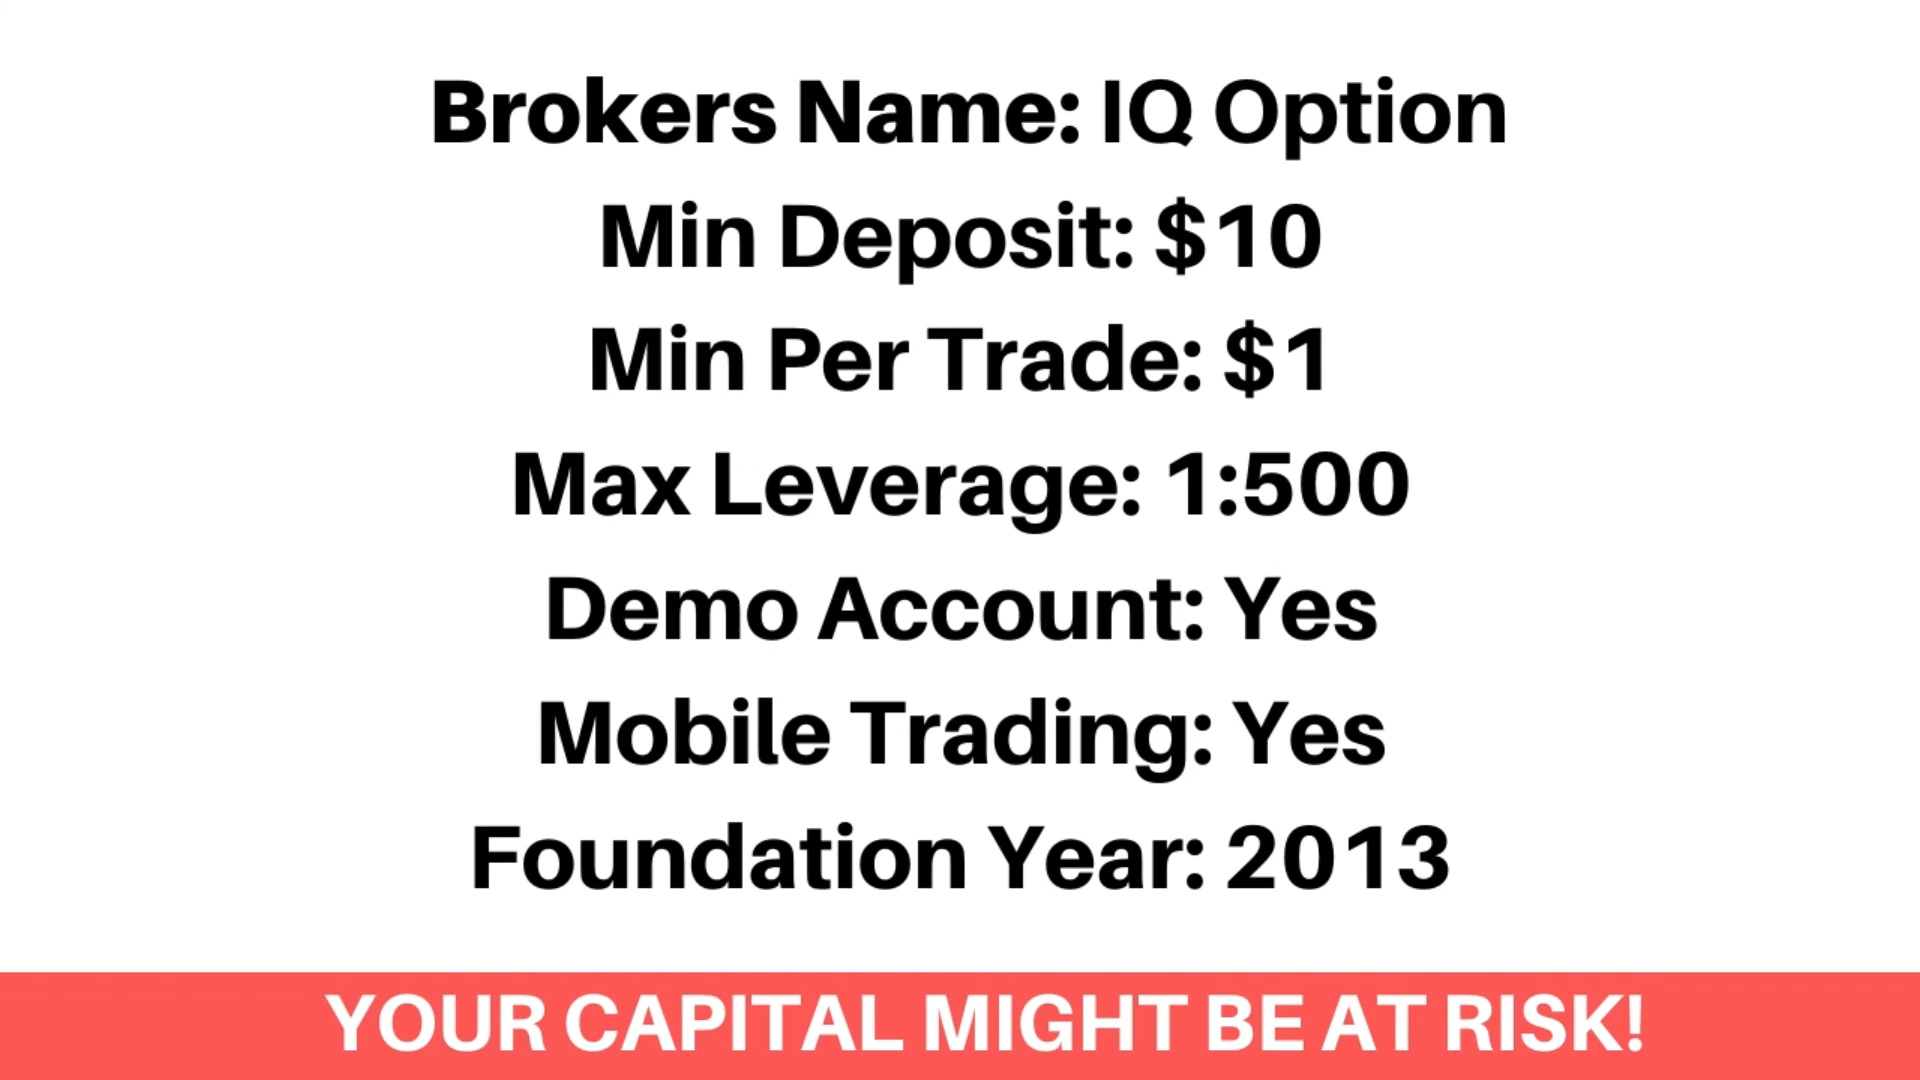 Brokers Name: IQ Option
Min Deposit: $10
Min Per Trade: $1
Max Leverage: 1:500
Demo Account: Yes
Mobile Trading: Yes
Foundation Year: 2013
YOUR CAPITAL MIGHT BE AT RISK!